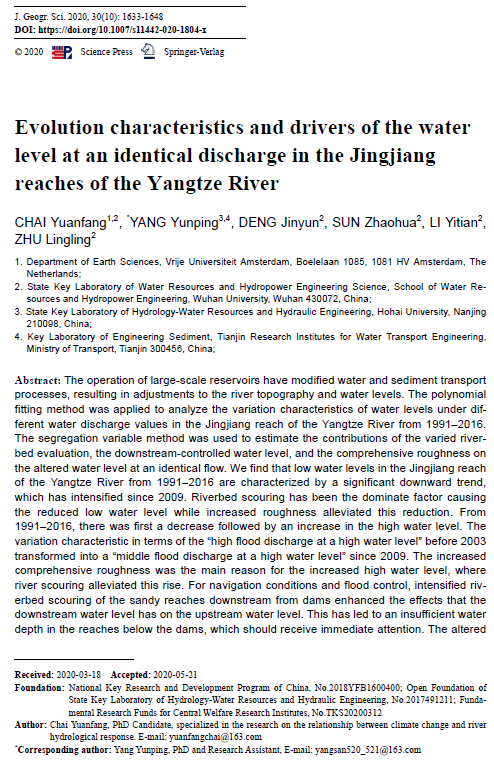 J. Geogr. Sci. 2020, 30(10): 1633-1648
DOI: https://doi.org/10.1007/s11442-020-1804-x
© 2020 Science Press Springer-Verlag
Evolution characteristics and drivers of the water
level at an identical discharge in the Jingjiang
reaches of the Yangtze River
CHAI Yuanfang1,2, *YANG Yunping3,4, DENG Jinyun2, SUN Zhaohua2, LI Yitian2,
ZHU Lingling2
1. Department of Earth Sciences, Vrije Universiteit Amsterdam, Boelelaan 1085, 1081 HV Amsterdam, The
Netherlands;
2. State Key Laboratory of Water Resources and Hydropower Engineering Science, School of Water Re-
sources and Hydropower Engineering, Wuhan University, Wuhan 430072, China;
3. State Key Laboratory of Hydrology-Water Resources and Hydraulic Engineering, Hohai University, Nanjing
210098, China;
4. Key Laboratory of Engineering Sediment, Tianjin Research Institutes for Water Transport Engineering,
Ministry of Transport, Tianjin 300456, China;
Abstract: The operation of large-scale reservoirs have modified water and sediment transport
processes, resulting in adjustments to the river topography and water levels. The polynomial
fitting method was applied to analyze the variation characteristics of water levels under dif-
ferent water discharge values in the Jingjiang reach of the Yangtze River from 1991–2016.
The segregation variable method was used to estimate the contributions of the varied river-
bed evaluation, the downstream-controlled water level, and the comprehensive roughness on
the altered water level at an identical flow. We find that low water levels in the Jingjiang reach
of the Yangtze River from 1991–2016 are characterized by a significant downward trend,
which has intensified since 2009. Riverbed scouring has been the dominate factor causing
the reduced low water level while increased roughness alleviated this reduction. From
1991–2016, there was first a decrease followed by an increase in the high water level. The
variation characteristic in terms of the “high flood discharge at a high water level” before 2003
transformed into a “middle flood discharge at a high water level” since 2009. The increased
comprehensive roughness was the main reason for the increased high water level, where
river scouring alleviated this rise. For navigation conditions and flood control, intensified riv-
erbed scouring of the sandy reaches downstream from dams enhanced the effects that the
downstream water level has on the upstream water level. This has led to an insufficient water
depth in the reaches below the dams, which should receive immediate attention. The altered
Received: 2020-03-18 Accepted: 2020-05-21
Foundation: National Key Research and Development Program of China, No.2018YFB1600400; Open Foundation of
State Key Laboratory of Hydrology-Water Resources and Hydraulic Engineering, No.2017491211; Funda-
mental Research Funds for Central Welfare Research Institutes, No.TKS20200312
Author: Chai Yuanfang, PhD Candidate, specialized in the research on the relationship between climate change and river
hydrological response. E-mail: yuanfangchai@163.com
*Corresponding author: Yang Yunping, PhD and Research Assistant, E-mail: yangsan520_521@163.com